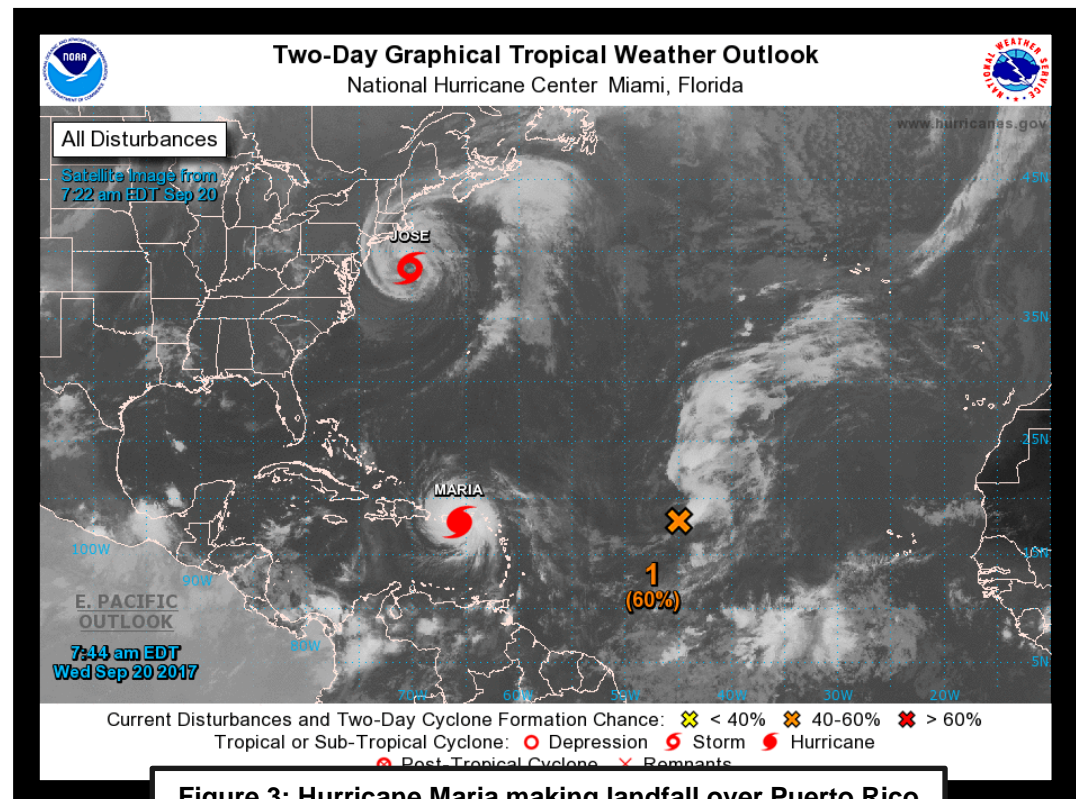 Two-Day Graphical Tropical Weather Outlook
National Hurricane Center Miami, Florida
NOAA
NATIONAL WEATHER SERVICE
www.hurricanes.gov
All Disturbances
Satellite Image from
7:22 am EDT Sep 20
45N
JOSE
35N
25N
MARIA
100W
15N
90W
1
(60%)
E. PACIFIC
OUTLOOK
80W
7:44 am EDT
Wed Sep 20 2017
5N
70W 60W 50W 40W 30W 20W
Current Disturbances and Two-Day Cyclone Formation Chance: < 40% 40-60% > 60%
Tropical or Sub-Tropical Cyclone: Depression Storm Hurricane
Post-Tropical Cyclone Remnants
Figure 3: Hurricane Maria making landfall over Puerto Rico